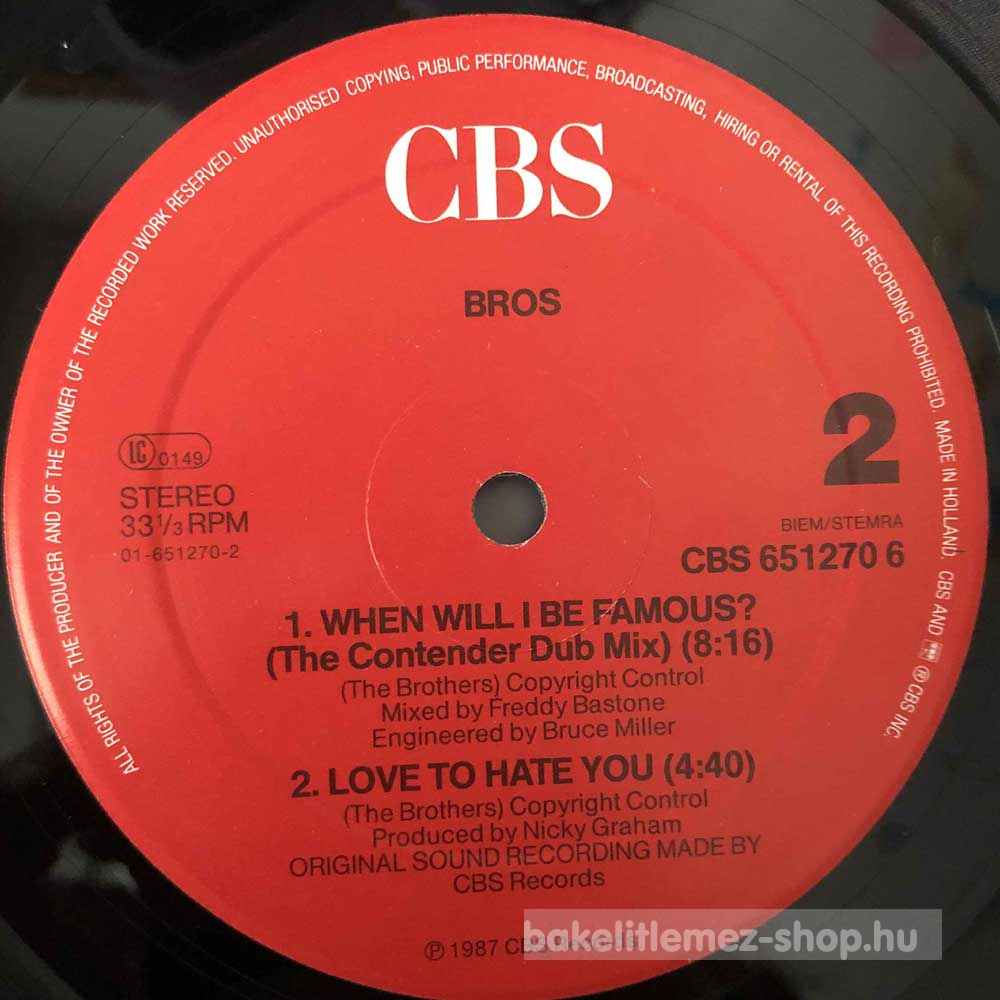 ALL RIGHTS OF THE PRODUCER AND OF THE OWNER OF THE RECORDED WORK RESERVED. UNAUTHORISED COPYING, PUBLIC PERFORMANCE, BROADCASTING, HIRING OR RENTAL OF THIS RECORDING PROHIBITED. MADE IN HOLLAND. CBS AND ℗ CBS INC.
CBS
BROS
2
LC 0149
STEREO
33 1/3 RPM
01-651270-2
BIEM/STEMRA
CBS 651270 6
1. WHEN WILL I BE FAMOUS?
(The Contender Dub Mix) (8:16)
(The Brothers) Copyright Control
Mixed by Freddy Bastone
Engineered by Bruce Miller
2. LOVE TO HATE YOU (4:40)
(The Brothers) Copyright Control
Produced by Nicky Graham
ORIGINAL SOUND RECORDING MADE BY
CBS Records
℗ 1987 CBS
bakelitlemez-shop.hu